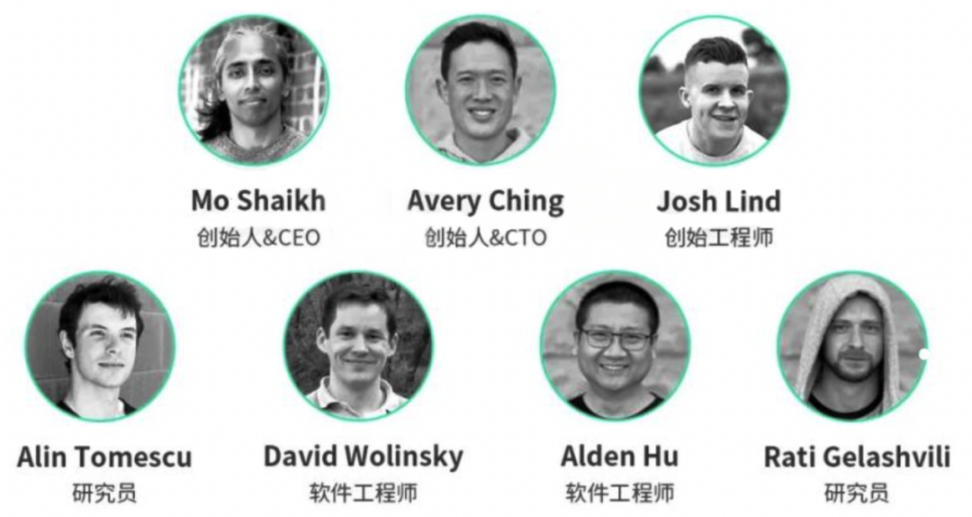 Mo Shaikh
创始人&CEO
Avery Ching
创始人&CTO
Josh Lind
创始工程师
Alin Tomescu
研究员
David Wolinsky
软件工程师
Alden Hu
软件工程师
Rati Gelashvili
研究员